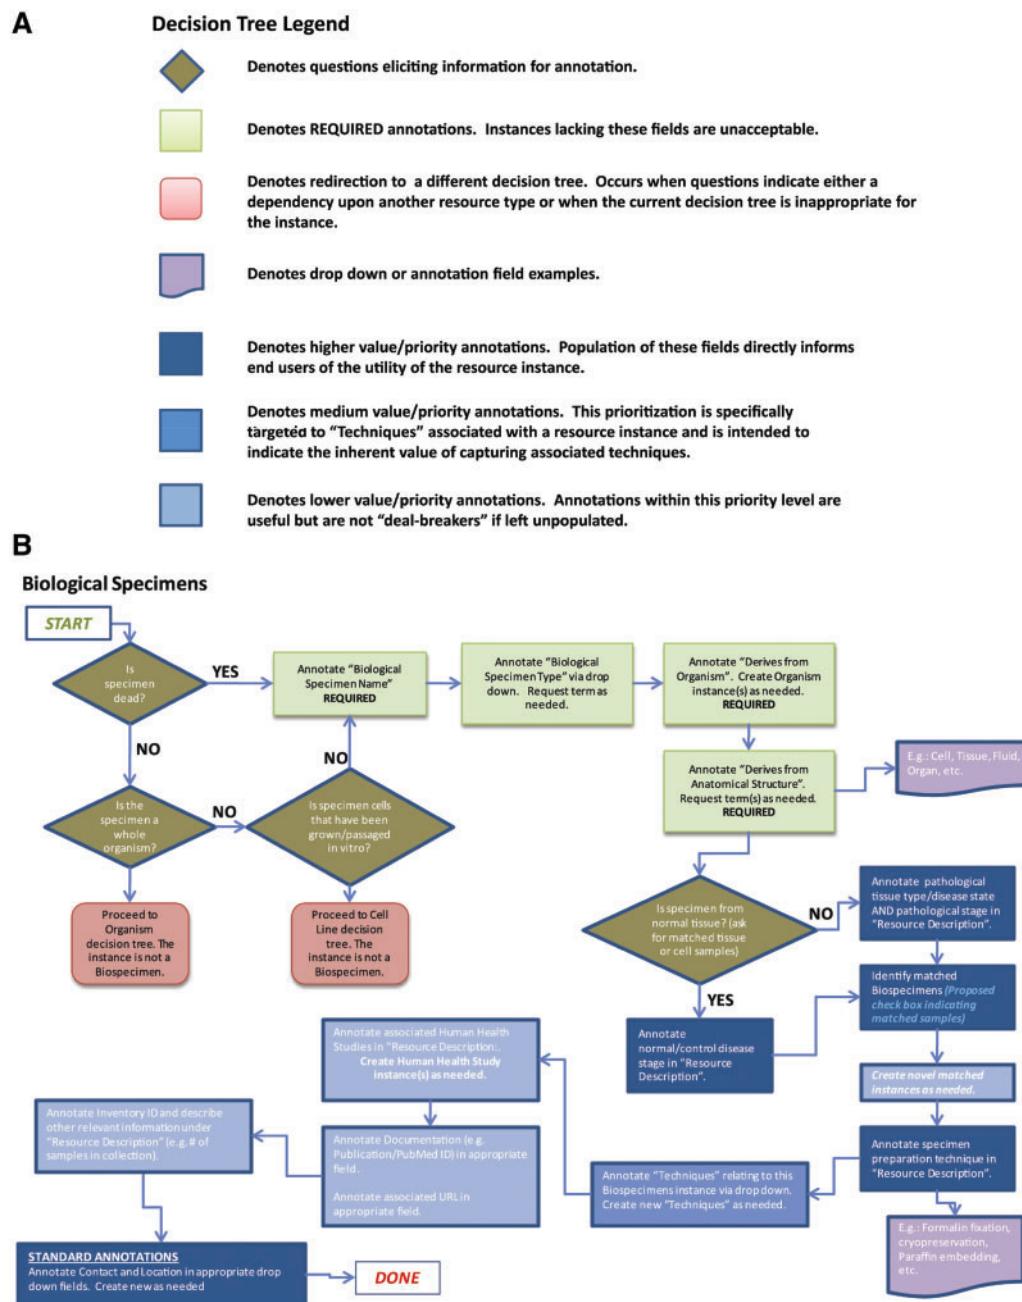 A
Decision Tree Legend
Denotes questions eliciting information for annotation.
Denotes REQUIRED annotations. Instances lacking these fields are unacceptable.
Denotes redirection to a different decision tree. Occurs when questions indicate either a
dependency upon another resource type or when the current decision tree is inappropriate for
the instance.
Denotes drop down or annotation field examples.
Denotes higher value/priority annotations. Population of these fields directly informs
end users of the utility of the resource instance.
Denotes medium value/priority annotations. This prioritization is specifically
targeted to “Techniques” associated with a resource instance and is intended to
indicate the inherent value of capturing associated techniques.
Denotes lower value/priority annotations. Annotations within this priority level are
useful but are not “deal-breakers” if left unpopulated.
B
Biological Specimens
START
Is
specimen
dead?
YES
Annotate “Biological
Specimen Name”
REQUIRED
Annotate “Biological
Specimen Type” via drop
down. Request term as
needed.
Annotate “Derives from
Organism”. Create Organism
instance(s) as needed.
REQUIRED
NO
NO
Annotate “Derives from
Anatomical Structure”.
Request term(s) as needed.
REQUIRED
E.g.: Cell, Tissue, Fluid,
Organ, etc.
Is the
specimen a
whole
organism?
NO
Is specimen cells
that have been
grown/passaged
in vitro?
Proceed to
Organism
decision tree. The
instance is not a
Biospecimen.
Proceed to Cell
Line decision
tree. The
instance is not a
Biospecimen.
Is specimen from
normal tissue? (ask
for matched tissue
or cell samples)
NO
Annotate pathological
tissue type/disease state
AND pathological stage in
“Resource Description”.
YES
Identify matched
Biospecimens (Proposed
check box indicating
matched samples)
Annotate
normal/control disease
stage in “Resource
Description”.
Create novel matched
instances as needed.
Annotate specimen
preparation technique in
“Resource Description”.
E.g.: Formalin fixation,
cryopreservation,
Paraffin embedding,
etc.
Annotate “Techniques” relating to this
Biospecimens instance via drop down.
Create new “Techniques” as needed.
Annotate associated Human Health
Studies in “Resource Description:.
Create Human Health Study
instance(s) as needed.
Annotate Documentation (e.g.
Publication/PubMed ID) in appropriate
field.
Annotate associated URL in
appropriate field.
Annotate Inventory ID and describe
other relevant information under
“Resource Description” (e.g. # of
samples in collection).
STANDARD ANNOTATIONS
Annotate Contact and Location in appropriate drop
down fields. Create new as needed
DONE